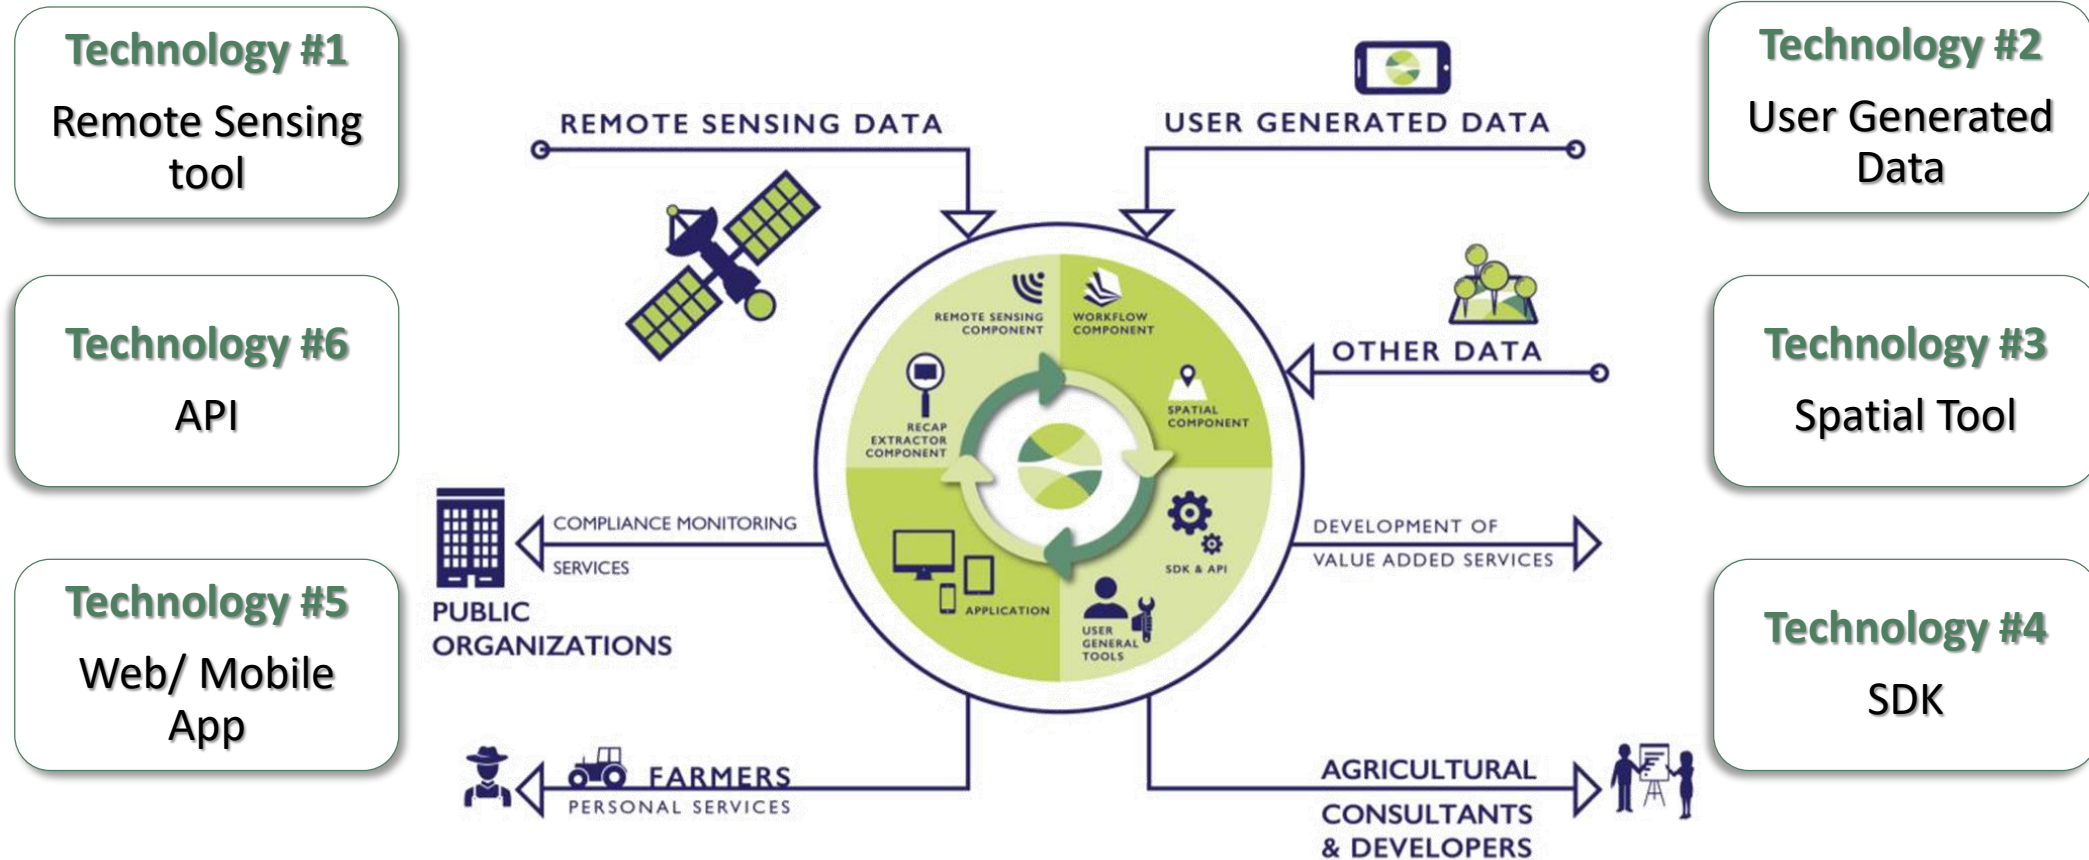 Technology #1
Remote Sensing
tool
Technology #2
User Generated
Data
Technology #6
API
Technology #3
Spatial Tool
Technology #5
Web/ Mobile
App
Technology #4
SDK
REMOTE SENSING DATA
USER GENERATED DATA
OTHER DATA
REMOTE SENSING
COMPONENT
WORKFLOW
COMPONENT
RECAP
EXTRACTOR
COMPONENT
SPATIAL
COMPONENT
SDK & API
APPLICATION
USER
GENERAL
TOOLS
COMPLIANCE MONITORING
SERVICES
PUBLIC
ORGANIZATIONS
DEVELOPMENT OF
VALUE ADDED SERVICES
FARMERS
PERSONAL SERVICES
AGRICULTURAL
CONSULTANTS
& DEVELOPERS